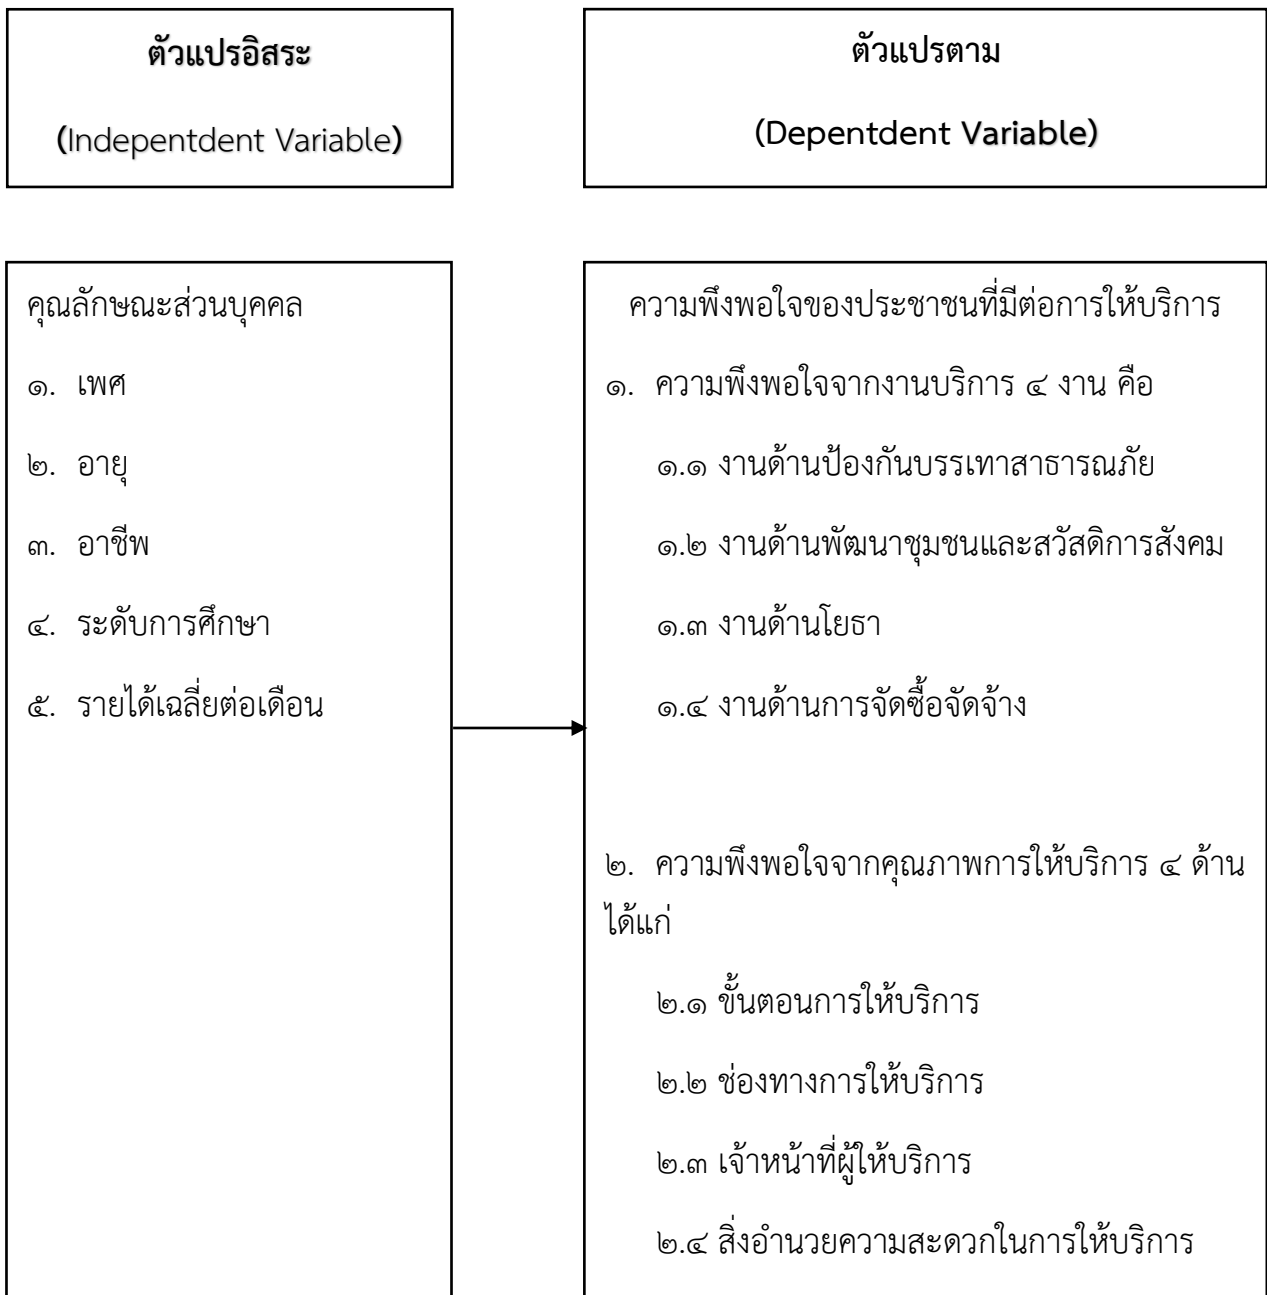 ตัวแปรอิสระ
(Indepentdent Variable)
ตัวแปรตาม
(Depentdent Variable)
คุณลักษณะส่วนบุคคล
๑. เพศ
๒. อายุ
๓. อาชีพ
๔. ระดับการศึกษา
๕. รายได้เฉลี่ยต่อเดือน
ความพึงพอใจของประชาชนที่มีต่อการให้บริการ
๑. ความพึงพอใจจากงานบริการ ๔ งาน คือ
๑.๑ งานด้านป้องกันบรรเทาสาธารณภัย
๑.๒ งานด้านพัฒนาชุมชนและสวัสดิการสังคม
๑.๓ งานด้านโยธา
๑.๔ งานด้านการจัดซื้อจัดจ้าง
๒. ความพึงพอใจจากคุณภาพการให้บริการ ๔ ด้าน
ได้แก่
๒.๑ ขั้นตอนการให้บริการ
๒.๒ ช่องทางการให้บริการ
๒.๓ เจ้าหน้าที่ผู้ให้บริการ
๒.๔ สิ่งอำนวยความสะดวกในการให้บริการ